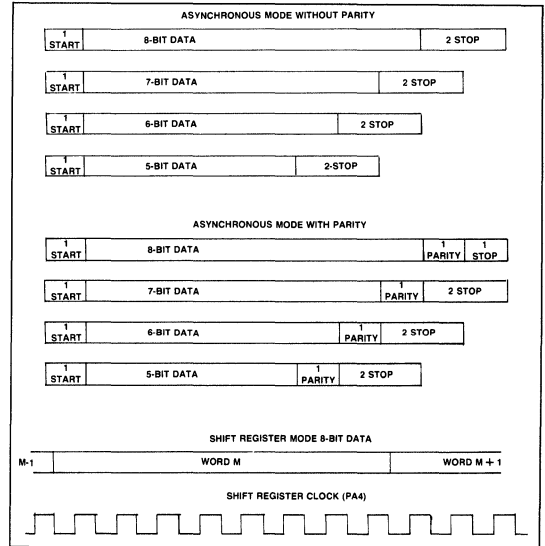 ASYNCHRONOUS MODE WITHOUT PARITY
1 START 8-BIT DATA 2 STOP
1 START 7-BIT DATA 2 STOP
1 START 6-BIT DATA 2 STOP
1 START 5-BIT DATA 2-STOP
ASYNCHRONOUS MODE WITH PARITY
1 START 8-BIT DATA 1 PARITY 1 STOP
1 START 7-BIT DATA 1 PARITY 2 STOP
1 START 6-BIT DATA 1 PARITY 2 STOP
1 START 5-BIT DATA 1 PARITY 2 STOP
SHIFT REGISTER MODE 8-BIT DATA
M-1 WORD M WORD M + 1
SHIFT REGISTER CLOCK (PA4)